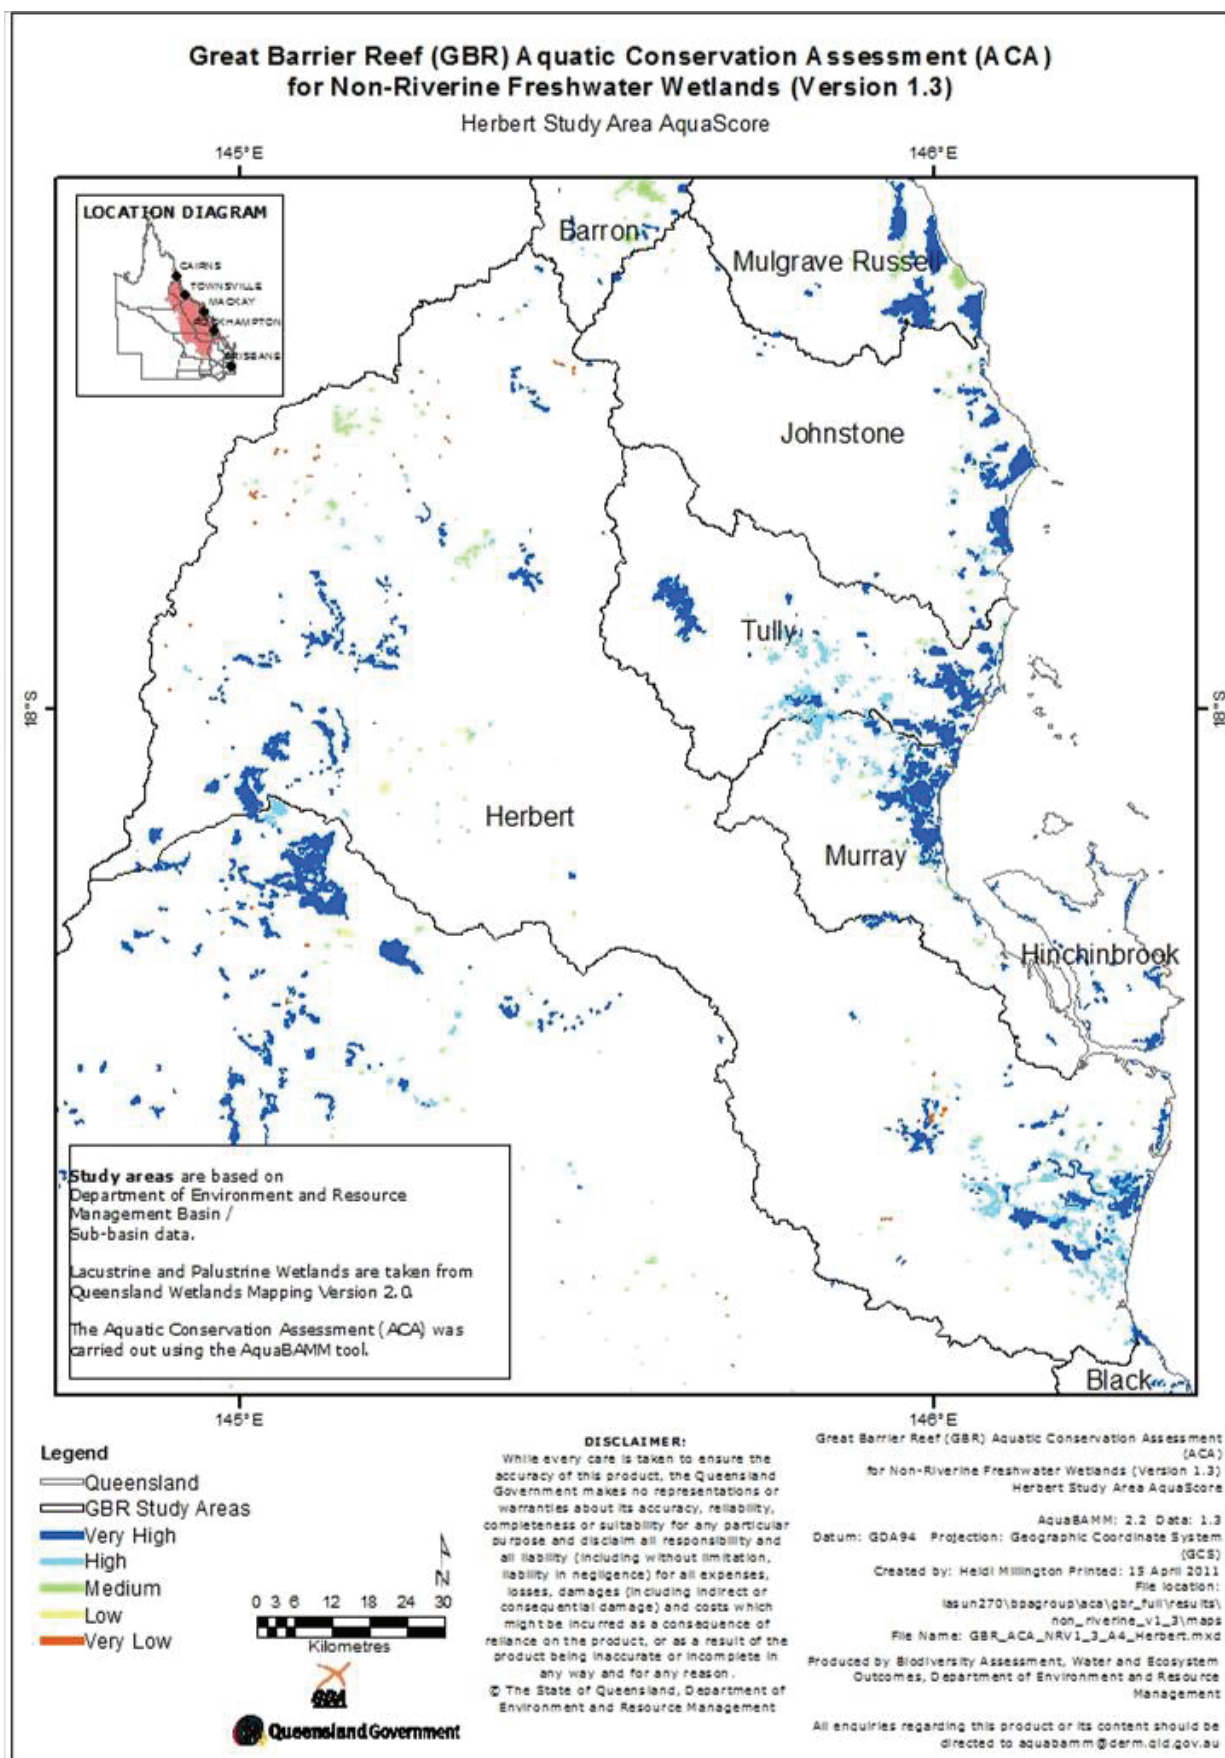 Great Barrier Reef (GBR) Aquatic Conservation Assessment (ACA)
for Non-Riverine Freshwater Wetlands (Version 1.3)
Herbert Study Area AquaScore
145°E
146°E
LOCATION DIAGRAM
CAIRNS
TOWNSVILLE
MACKAY
ROCKHAMPTON
BRISBANE
Barron
Mulgrave Russell
Johnstone
Tully
18°S
18°S
Herbert
Murray
Hinchinbrook
Black
Study areas are based on
Department of Environment and Resource
Management Basin /
Sub-basin data.
Lacustrine and Palustrine Wetlands are taken from
Queensland Wetlands Mapping Version 2.0.
The Aquatic Conservation Assessment (ACA) was
carried out using the AquaBAMM tool.
145°E
146°E
Legend
Queensland
GBR Study Areas
Very High
High
Medium
Low
Very Low
N
0 3 6 12 18 24 30
Kilometres
GBA
Queensland Government
DISCLAIMER:
While every care is taken to ensure the
accuracy of this product, the Queensland
Government makes no representations or
warranties about its accuracy, reliability,
completeness or suitability for any particular
purpose and disclaim all responsibility and
all liability (including without limitation,
liability in negligence) for all expenses,
losses, damages (including indirect or
consequential damage) and costs which
might be incurred as a consequence of
reliance on the product, or as a result of the
product being inaccurate or incomplete in
any way and for any reason.
© The State of Queensland, Department of
Environment and Resource Management
Great Barrier Reef (GBR) Aquatic Conservation Assessment
(ACA)
for Non-Riverine Freshwater Wetlands (Version 1.3)
Herbert Study Area AquaScore
AquaBAMM: 2.2 Data: 1.3
Datum: GDA94 Projection: Geographic Coordinate System
(GCS)
Created by: Heidi Millington Printed: 15 April 2011
File location:
lasun270\bpagroup\aca\gbr_full\results\
non_riverine_v1_3\maps
File Name: GBR_ACA_NRV1_3_A4_Herbert.mxd
Produced by Biodiversity Assessment, Water and Ecosystem
Outcomes, Department of Environment and Resource
Management
All enquiries regarding this product or its content should be
directed to aquabamm@derm.qld.gov.au